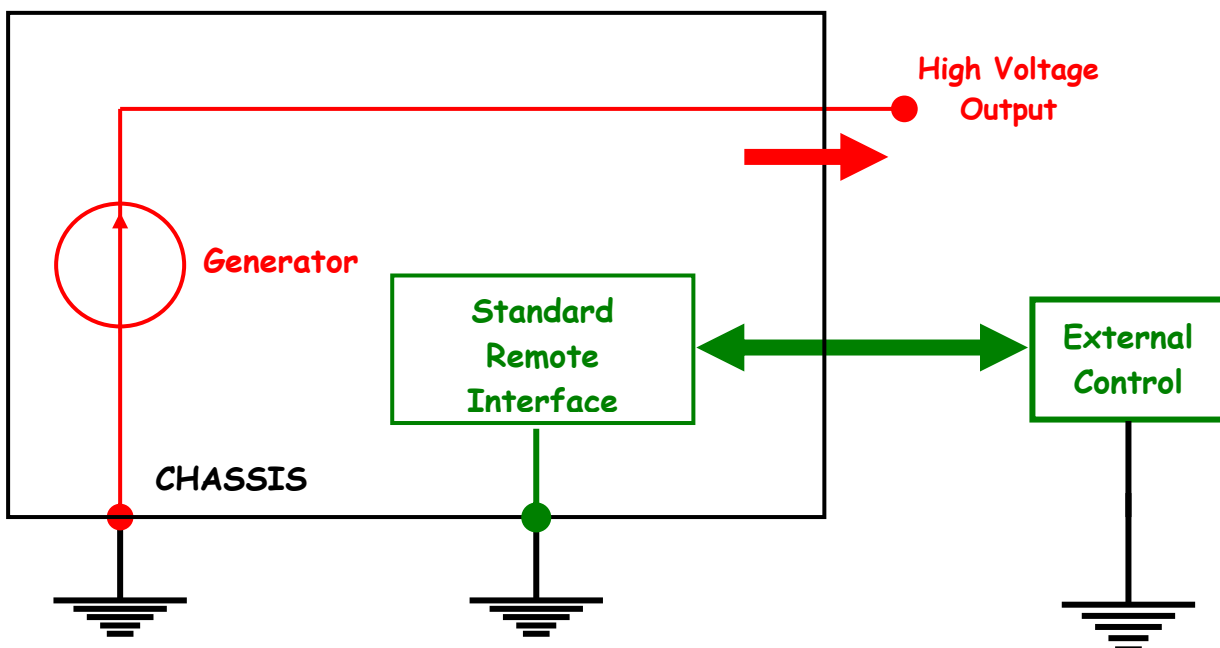 High Voltage
Output
Generator
Standard
Remote
Interface
External
Control
CHASSIS